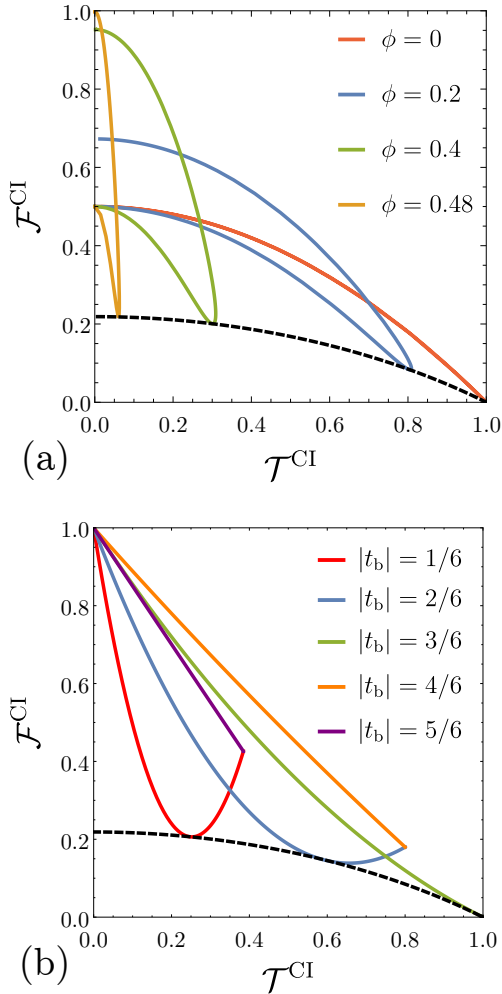 1.0
0.8
0.6
0.4
0.2
0.0
ℱ^CI
ϕ = 0
ϕ = 0.2
ϕ = 0.4
ϕ = 0.48
0.0 0.2 0.4 0.6 0.8 1.0
(a)
𝒯^CI
1.0
0.8
0.6
0.4
0.2
0.0
ℱ^CI
|t_b| = 1/6
|t_b| = 2/6
|t_b| = 3/6
|t_b| = 4/6
|t_b| = 5/6
0.0 0.2 0.4 0.6 0.8 1.0
(b)
𝒯^CI